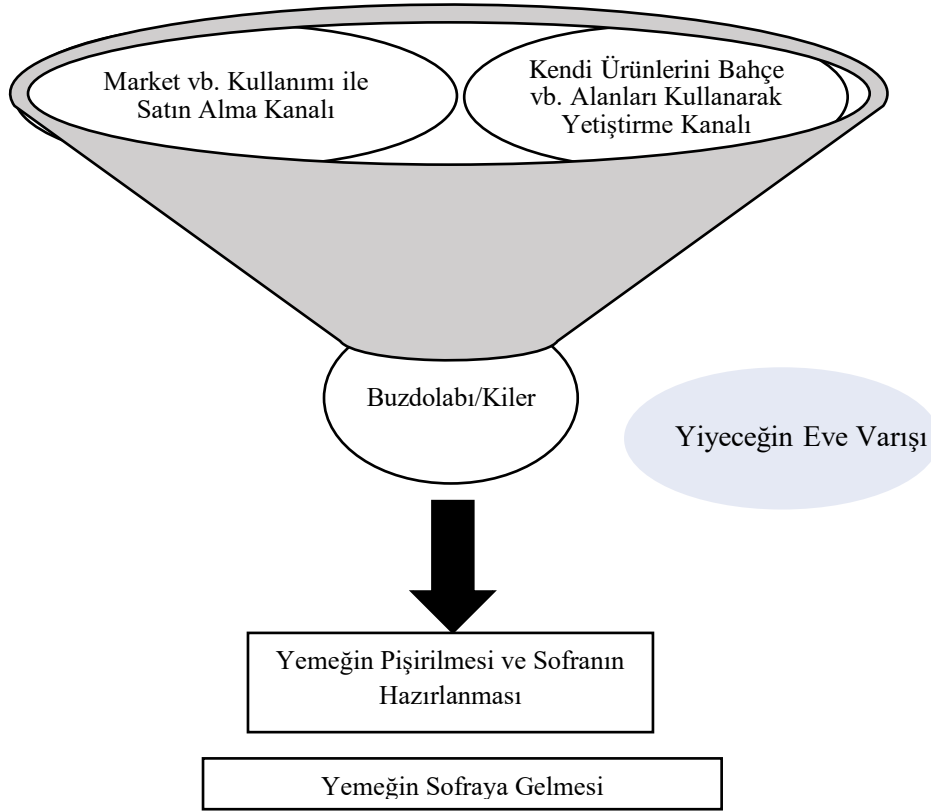 Market vb. Kullanımı ile
Satın Alma Kanalı
Kendi Ürünlerini Bahçe
vb. Alanları Kullanarak
Yetiştirme Kanalı
Buzdolabı/Kiler
Yiyeceğin Eve Varışı
Yemeğin Pişirilmesi ve Sofranın
Hazırlanması
Yemeğin Sofraya Gelmesi